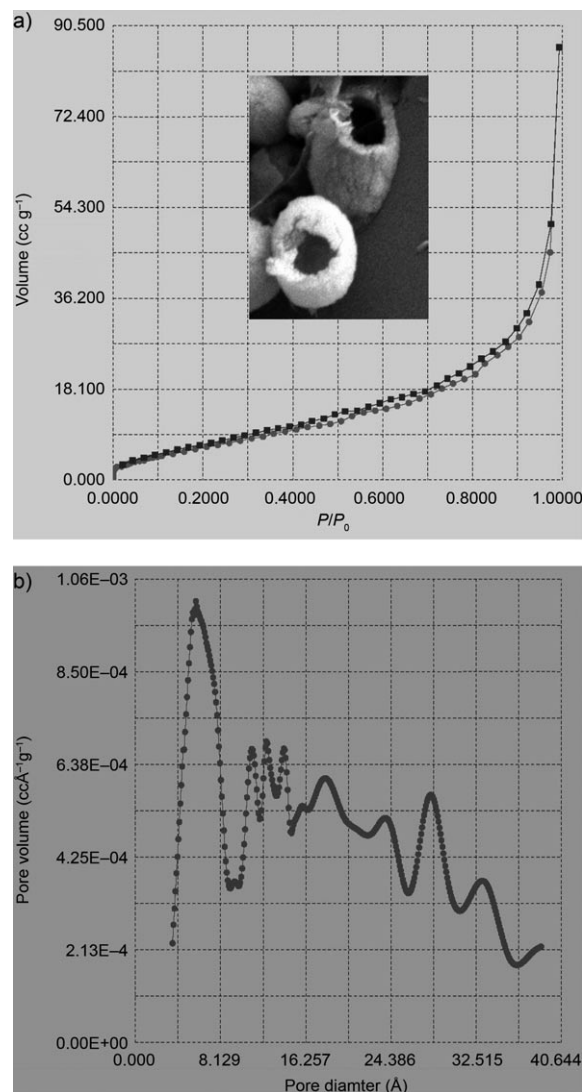 a)
90.500
72.400
54.300
36.200
18.100
0.000
Volume (cc g⁻¹)
0.0000 0.2000 0.4000 0.6000 0.8000 1.0000
P/P₀
b)
1.06E−03
8.50E−04
6.38E−04
4.25E−04
2.13E−4
0.00E+00
Pore volume (ccÅ⁻¹g⁻¹)
0.000 8.129 16.257 24.386 32.515 40.644
Pore diamter (Å)